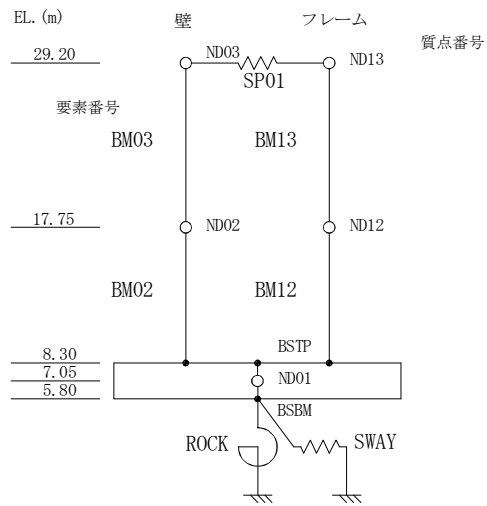 EL.(m)
壁
フレーム
質点番号
29.20
ND03
ND13
SP01
要素番号
BM03
BM13
17.75
ND02
ND12
BM02
BM12
BSTP
8.30
7.05
ND01
5.80
BSBM
ROCK
SWAY